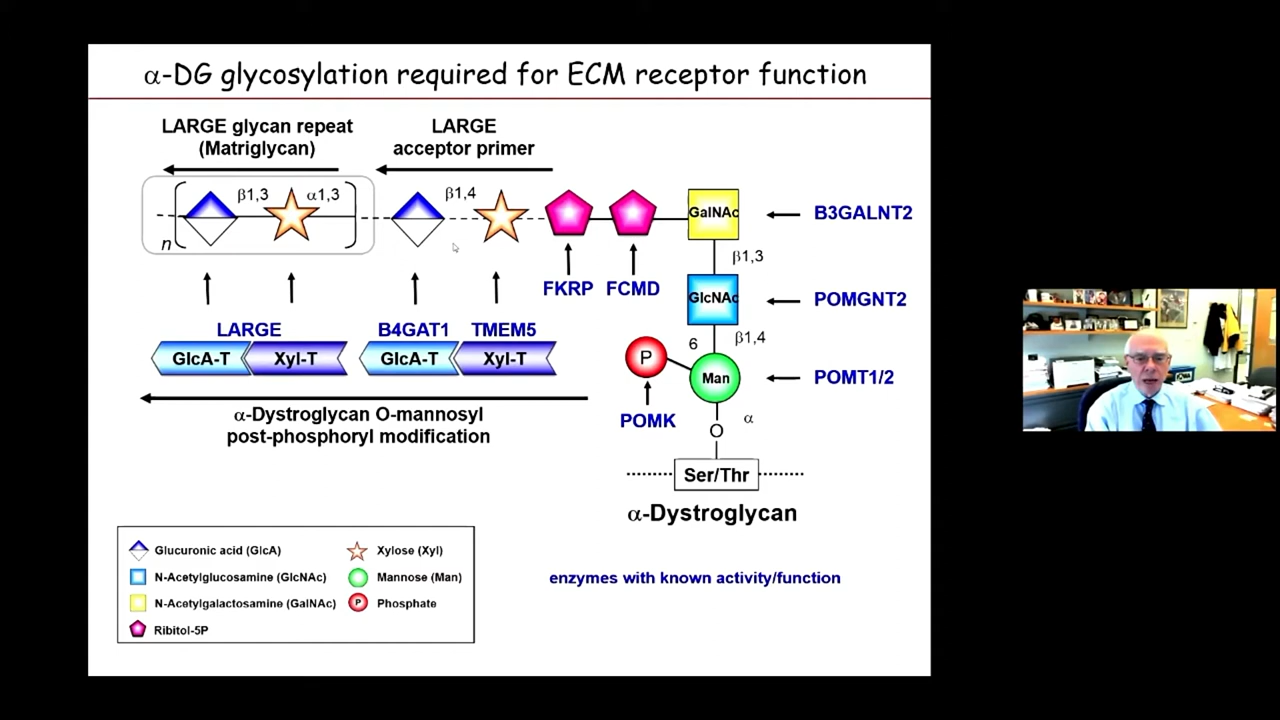 α-DG glycosylation required for ECM receptor function
LARGE glycan repeat
(Matriglycan)
LARGE
acceptor primer
β1,3
α1,3
β1,4
n
GalNAc
B3GALNT2
β1,3
FKRP
FCMD
GlcNAc
POMGNT2
LARGE
B4GAT1
TMEM5
GlcA-T
Xyl-T
GlcA-T
Xyl-T
6
β1,4
P
Man
POMT1/2
α-Dystroglycan O-mannosyl
post-phosphoryl modification
POMK
O
α
Ser/Thr
α-Dystroglycan
Glucuronic acid (GlcA)
Xylose (Xyl)
N-Acetylglucosamine (GlcNAc)
Mannose (Man)
N-Acetylgalactosamine (GalNAc)
P
Phosphate
Ribitol-5P
enzymes with known activity/function